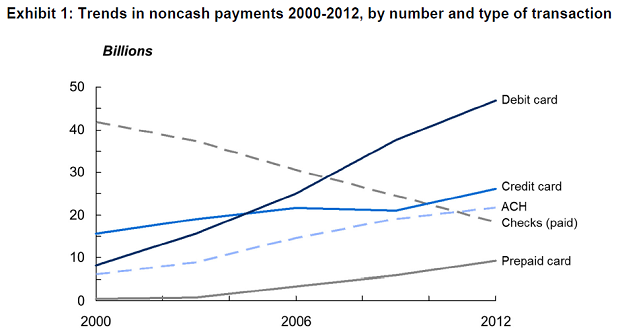 Exhibit 1: Trends in noncash payments 2000-2012, by number and type of transaction
Billions
50
Debit card
40
30
Credit card
ACH
20
Checks (paid)
10
Prepaid card
0
2000
2006
2012